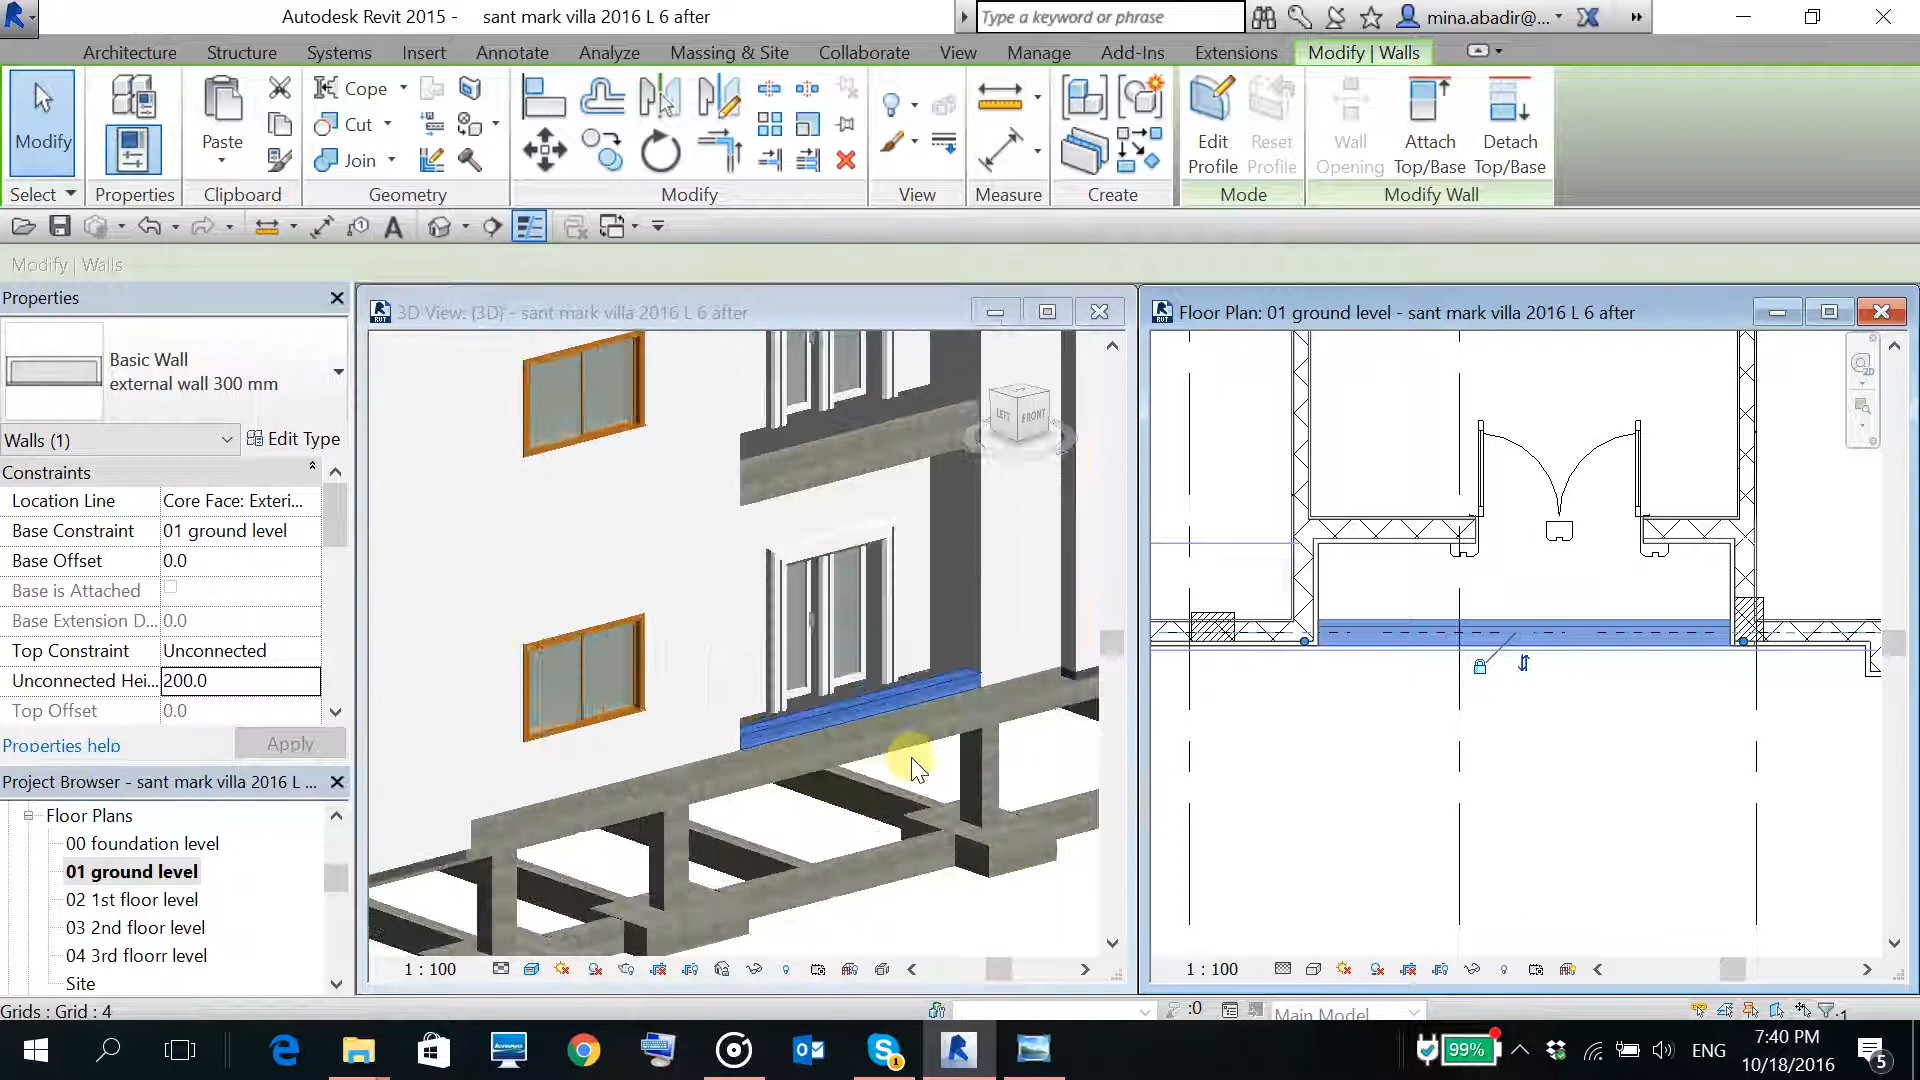 Autodesk Revit 2015 - sant mark villa 2016 L 6 after
Type a keyword or phrase
mina.abadir@...
Architecture Structure Systems Insert Annotate Analyze Massing & Site Collaborate View Manage Add-Ins Extensions Modify | Walls
Modify
Paste
Cope
Cut
Join
Edit Profile
Reset Profile
Wall Opening
Attach Top/Base
Detach Top/Base
Select Properties Clipboard Geometry Modify View Measure Create Mode Modify Wall
A
Modify | Walls
Properties
Basic Wall
external wall 300 mm
Walls (1) Edit Type
Constraints
Location Line Core Face: Exteri...
Base Constraint 01 ground level
Base Offset 0.0
Base is Attached
Base Extension D... 0.0
Top Constraint Unconnected
Unconnected Hei... 200.0
Top Offset 0.0
Properties help Apply
Project Browser - sant mark villa 2016 L ...
Floor Plans
00 foundation level
01 ground level
02 1st floor level
03 2nd floor level
04 3rd floorr level
Site
3D View: {3D} - sant mark villa 2016 L 6 after
LEFT FRONT
1 : 100
Floor Plan: 01 ground level - sant mark villa 2016 L 6 after
2D
1 : 100
Grids : Grid : 4
:0
Main Model
:1
lenovo
1
99%
ENG
7:40 PM
10/18/2016
5